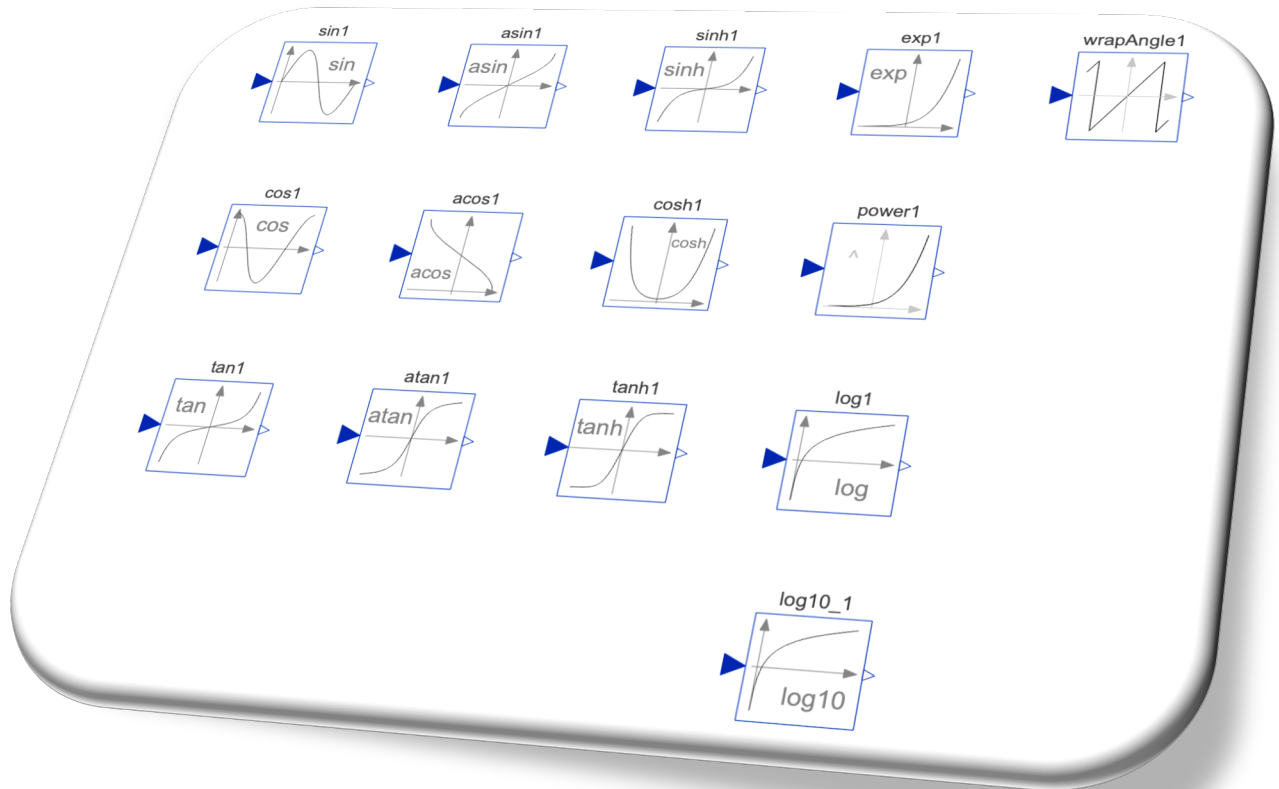 sin1
sin
asin1
asin
sinh1
sinh
exp1
exp
wrapAngle1
cos1
cos
acos1
acos
cosh1
cosh
power1
^
tan1
tan
atan1
atan
tanh1
tanh
log1
log
log10_1
log10